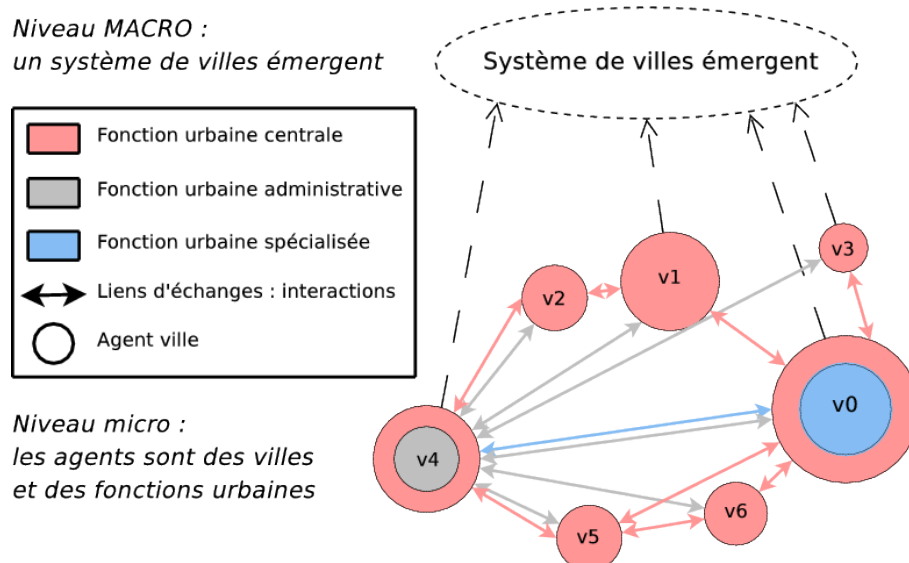 Niveau MACRO :
un système de villes émergent
Système de villes émergent
Fonction urbaine centrale
Fonction urbaine administrative
Fonction urbaine spécialisée
Liens d'échanges : interactions
Agent ville
v3
v1
v2
v0
Niveau micro :
les agents sont des villes
et des fonctions urbaines
v4
v6
v5